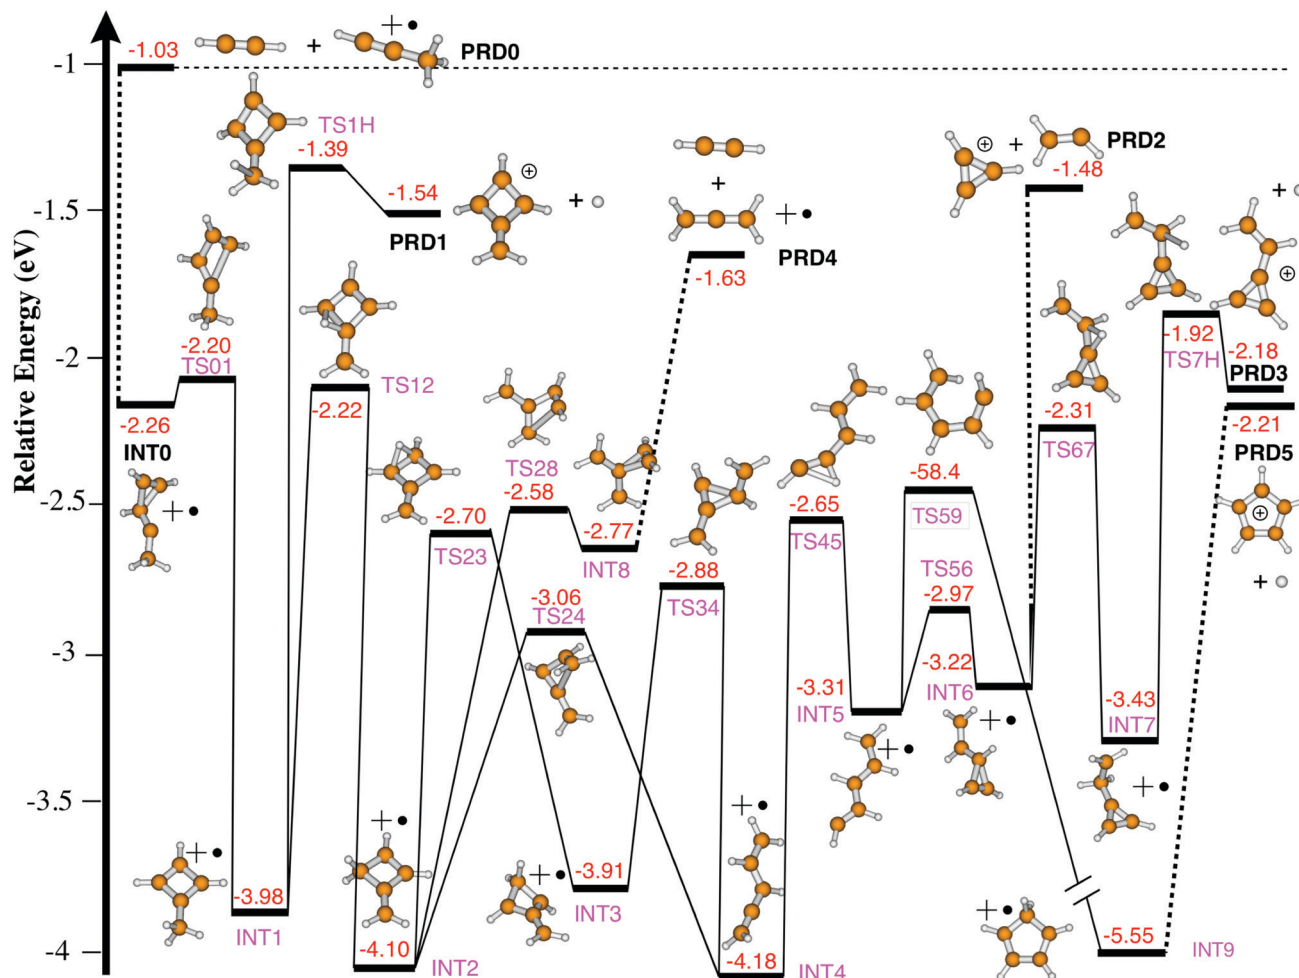 Relative Energy (eV)
-1
-1.5
-2
-2.5
-3
-3.5
-4
-1.03
+
+•
PRD0
TS1H
-1.39
-1.54
PRD1
⊕
+
+
+•
PRD4
-1.63
⊕
+
PRD2
-1.48
+
⊕
-1.92
TS7H
-2.18
PRD3
-2.21
PRD5
⊕
+
-2.20
TS01
-2.26
INT0
+•
-2.22
TS12
-2.70
TS23
TS28
-2.58
-2.77
INT8
-3.06
TS24
-2.88
TS34
-2.65
TS45
-58.4
TS59
TS56
-2.97
-2.31
TS67
-3.31
INT5
+•
-3.22
INT6
+•
-3.43
INT7
+•
+•
-3.98
INT1
+•
-4.10
INT2
+•
-3.91
INT3
+•
-4.18
INT4
+•
-5.55
INT9